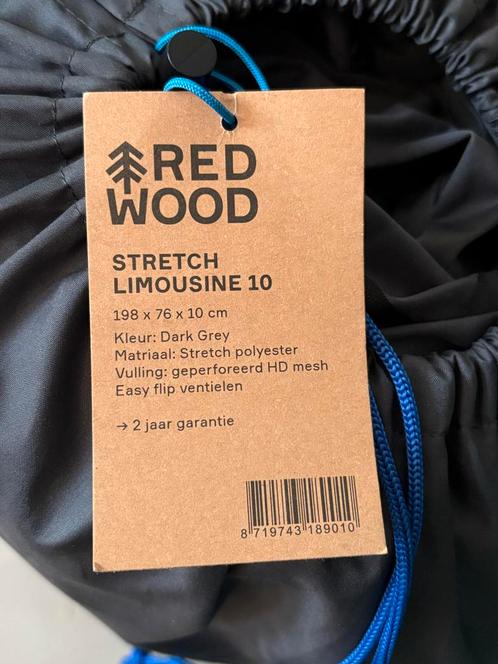 RED
WOOD
STRETCH
LIMOUSINE 10
198 x 76 x 10 cm
Kleur: Dark Grey
Matriaal: Stretch polyester
Vulling: geperforeerd HD mesh
Easy flip ventielen
→ 2 jaar garantie
8 719743 189010